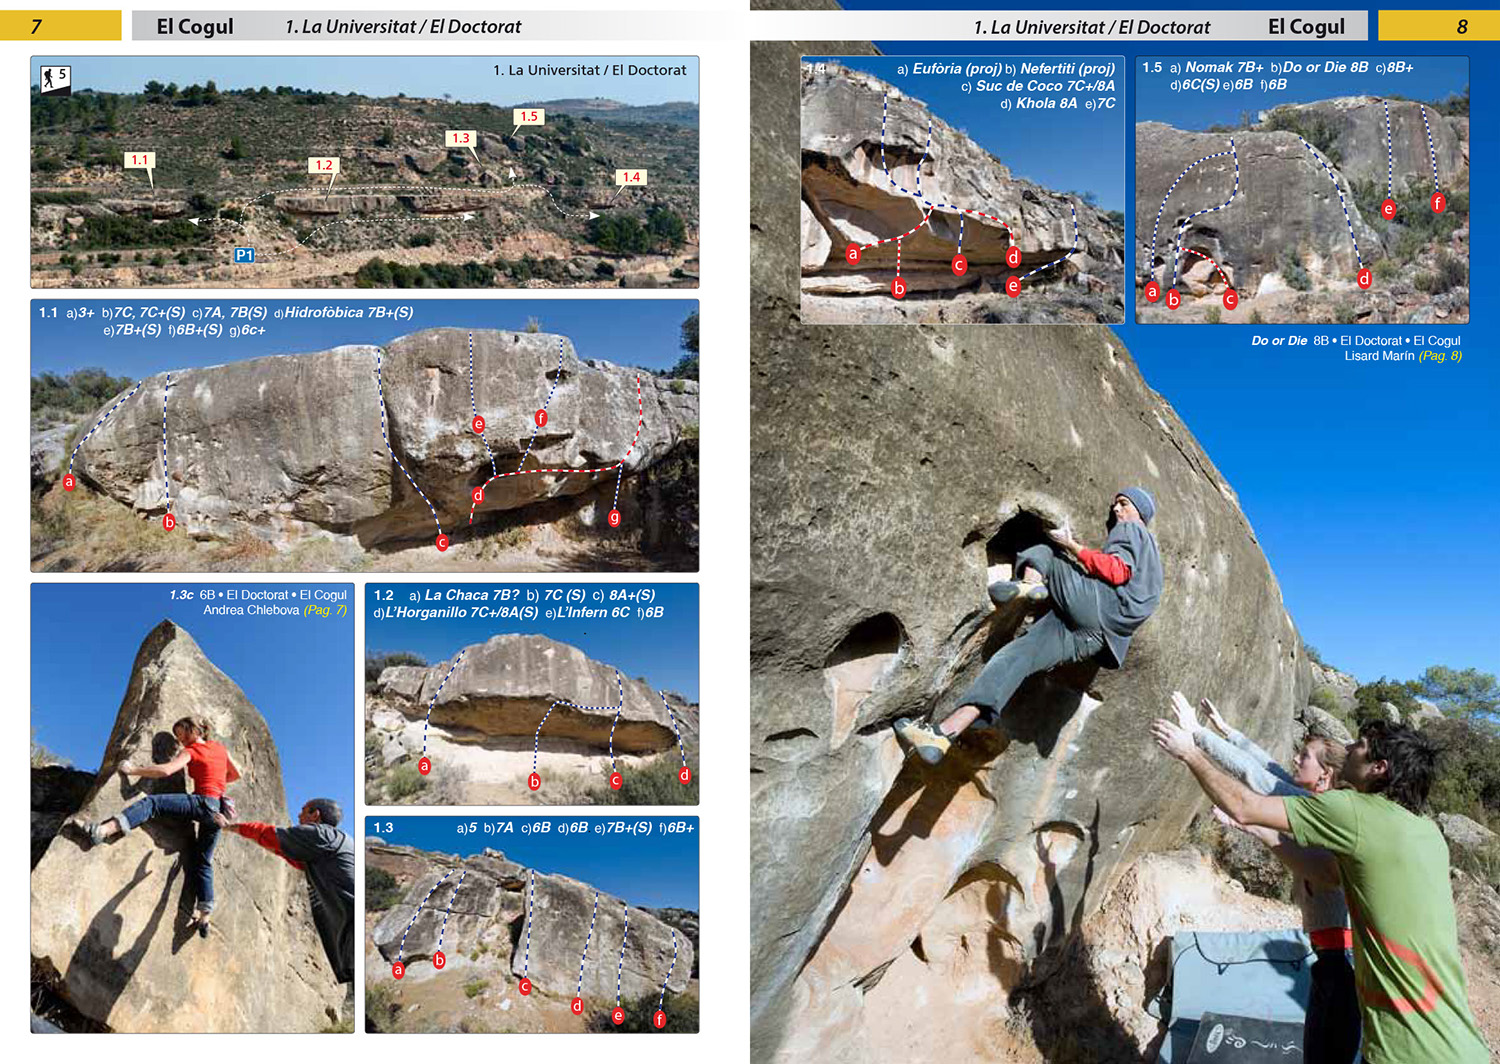 7
El Cogul
1. La Universitat / El Doctorat
5
1. La Universitat / El Doctorat
1.1
1.2
1.3
1.5
1.4
P1
1.1 a)3+ b)7C, 7C+(S) c)7A, 7B(S) d)Hidrofòbica 7B+(S)
e)7B+(S) f)6B+(S) g)6c+
a
b
c
d
e
f
g
1.3c 6B • El Doctorat • El Cogul
Andrea Chlebova (Pag. 7)
1.2 a) La Chaca 7B? b) 7C (S) c) 8A+(S)
d)L'Horganillo 7C+/8A(S) e)L'Infern 6C f)6B
a
b
c
d
1.3 a)5 b)7A c)6B d)6B e)7B+(S) f)6B+
a
b
c
d
e
f
1. La Universitat / El Doctorat
El Cogul
8
1.4 a) Eufòria (proj) b) Nefertiti (proj)
c) Suc de Coco 7C+/8A
d) Khola 8A e)7C
a
b
c
d
e
1.5 a) Nomak 7B+ b)Do or Die 8B c)8B+
d)6C(S) e)6B f)6B
a
b
c
d
e
f
Do or Die 8B • El Doctorat • El Cogul
Lisard Marín (Pag. 8)